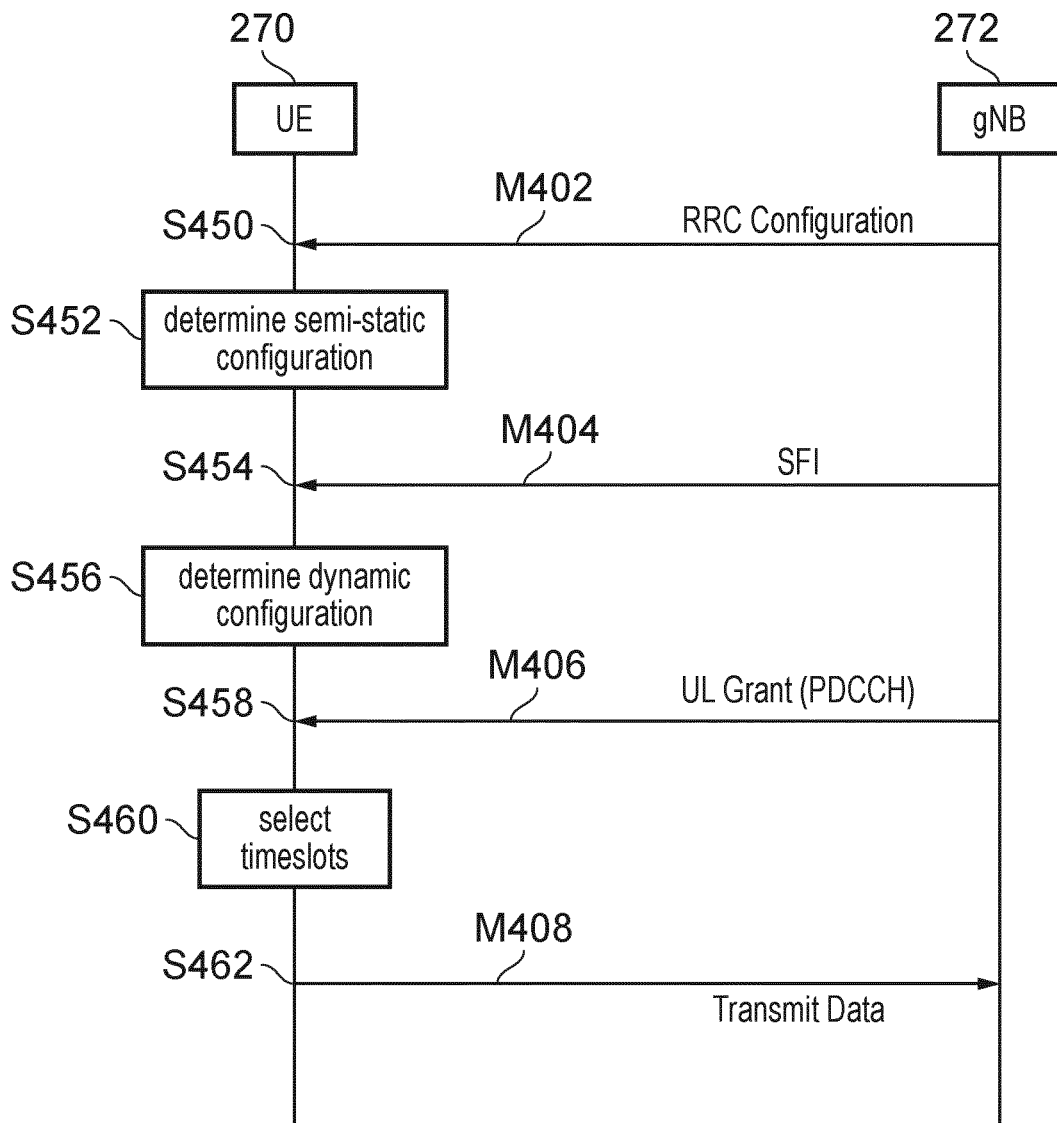 270
272
UE
gNB
M402
S450
RRC Configuration
S452
determine semi-static
configuration
M404
S454
SFI
S456
determine dynamic
configuration
M406
S458
UL Grant (PDCCH)
S460
select
timeslots
M408
S462
Transmit Data